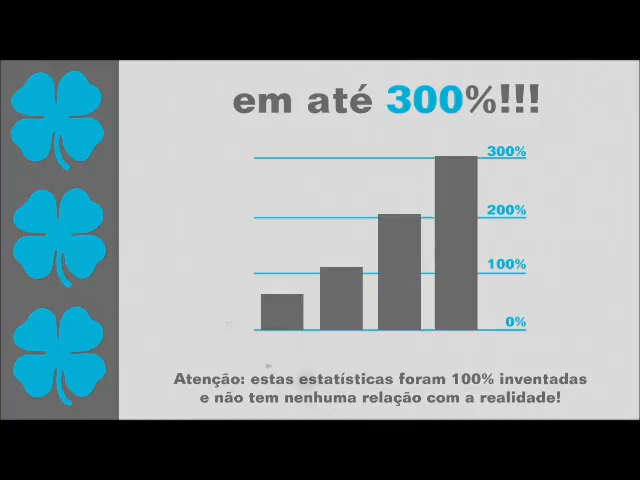 em até 300%!!!
300%
200%
100%
0%
Atenção: estas estatísticas foram 100% inventadas
e não tem nenhuma relação com a realidade!